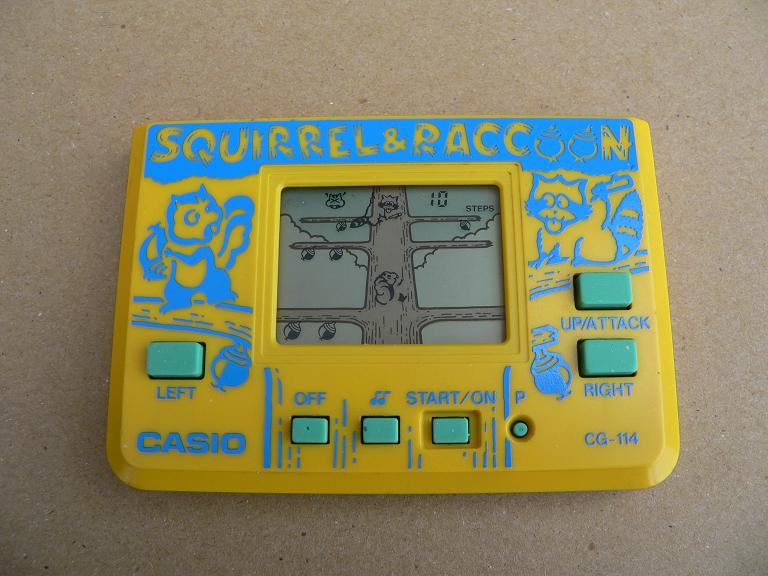 SQUIRREL & RACCOON
10
STEPS
UP/ATTACK
LEFT
RIGHT
OFF
♫
START/ON
P
CASIO
CG-114